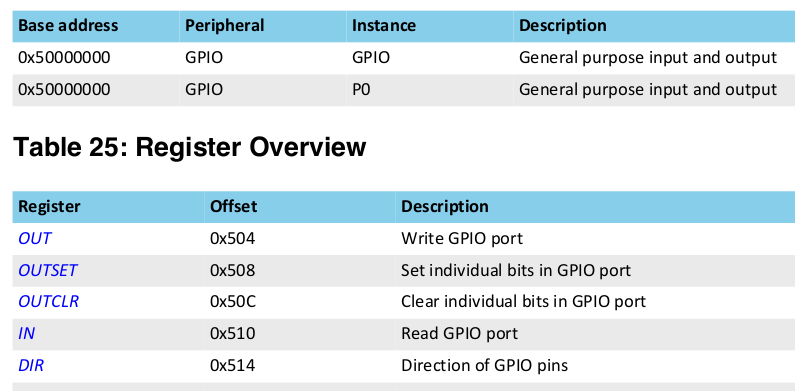 Base address Peripheral Instance Description
0x50000000 GPIO GPIO General purpose input and output
0x50000000 GPIO P0 General purpose input and output
Table 25: Register Overview
Register Offset Description
OUT 0x504 Write GPIO port
OUTSET 0x508 Set individual bits in GPIO port
OUTCLR 0x50C Clear individual bits in GPIO port
IN 0x510 Read GPIO port
DIR 0x514 Direction of GPIO pins